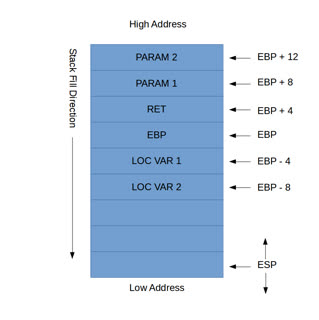 High Address
Stack Fill Direction
PARAM 2
EBP + 12
PARAM 1
EBP + 8
RET
EBP + 4
EBP
EBP
LOC VAR 1
EBP - 4
LOC VAR 2
EBP - 8
ESP
Low Address